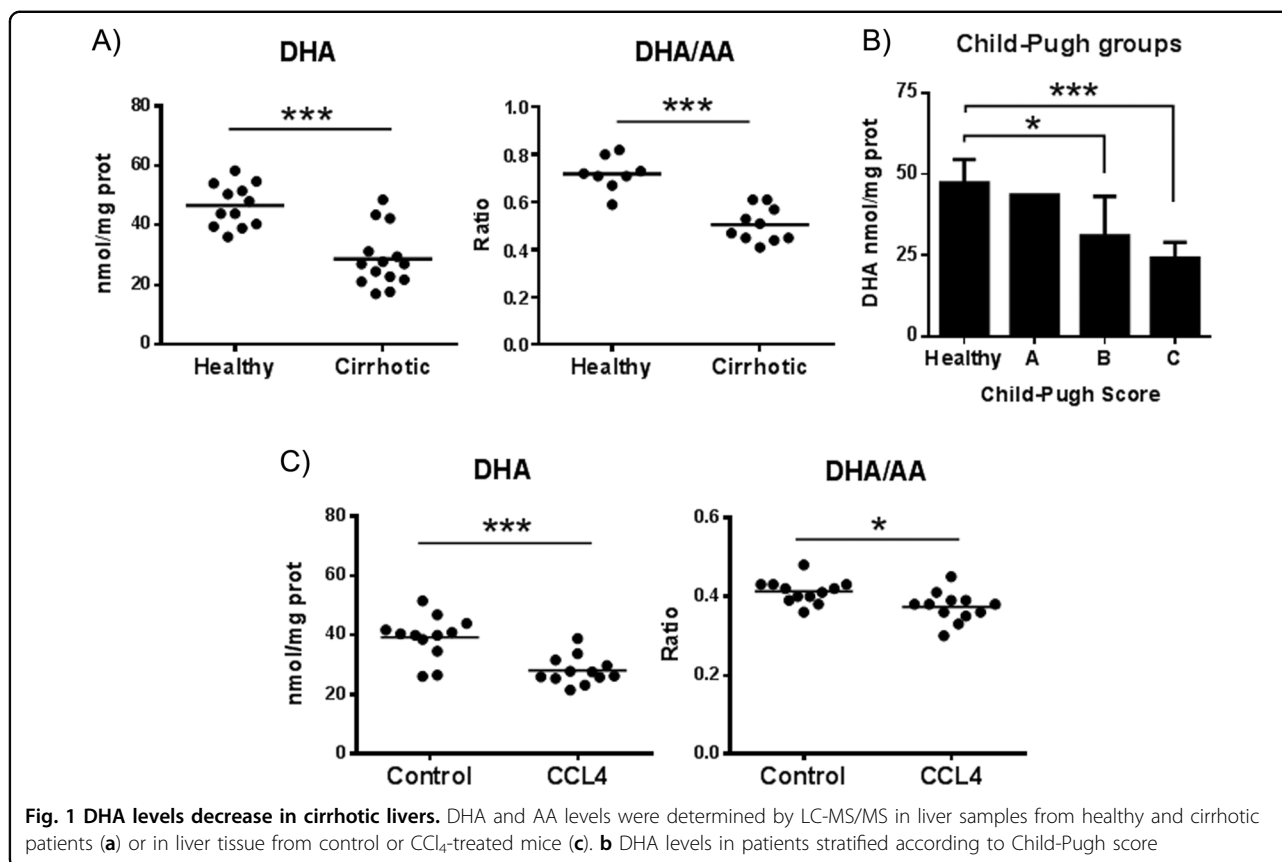 A)
DHA
nmol/mg prot
80
60
40
20
0
***
Healthy
Cirrhotic
DHA/AA
Ratio
1.0
0.8
0.6
0.4
0.2
0.0
***
Healthy
Cirrhotic
B)
Child-Pugh groups
DHA nmol/mg prot
75
50
25
0
***
*
Healthy
A
B
C
Child-Pugh Score
C)
DHA
nmol/mg prot
80
60
40
20
0
***
Control
CCL4
DHA/AA
Ratio
0.6
0.4
0.2
0.0
*
Control
CCL4
Fig. 1 DHA levels decrease in cirrhotic livers. DHA and AA levels were determined by LC-MS/MS in liver samples from healthy and cirrhotic
patients (a) or in liver tissue from control or CCl₄-treated mice (c). b DHA levels in patients stratified according to Child-Pugh score